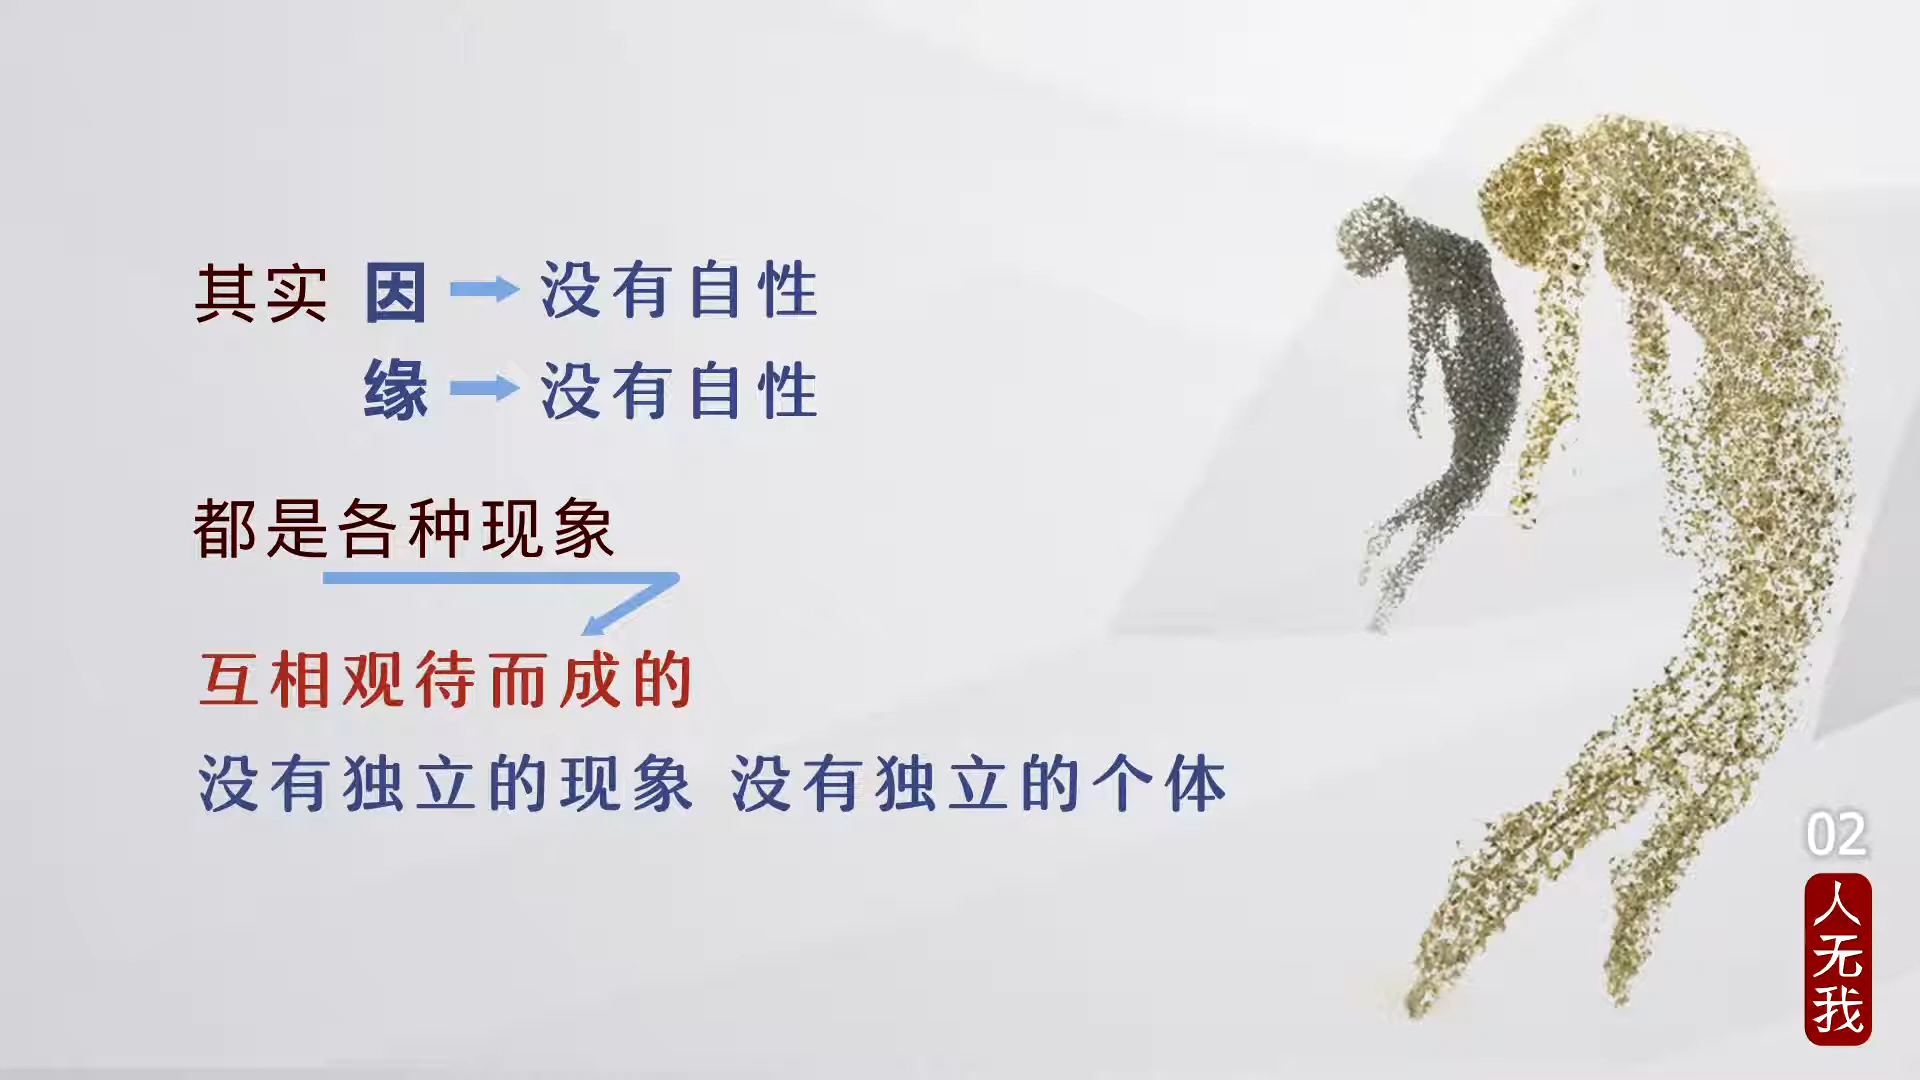 其实 因 → 没有自性
缘 → 没有自性
都是各种现象
互相观待而成的
没有独立的现象 没有独立的个体
02
人无我